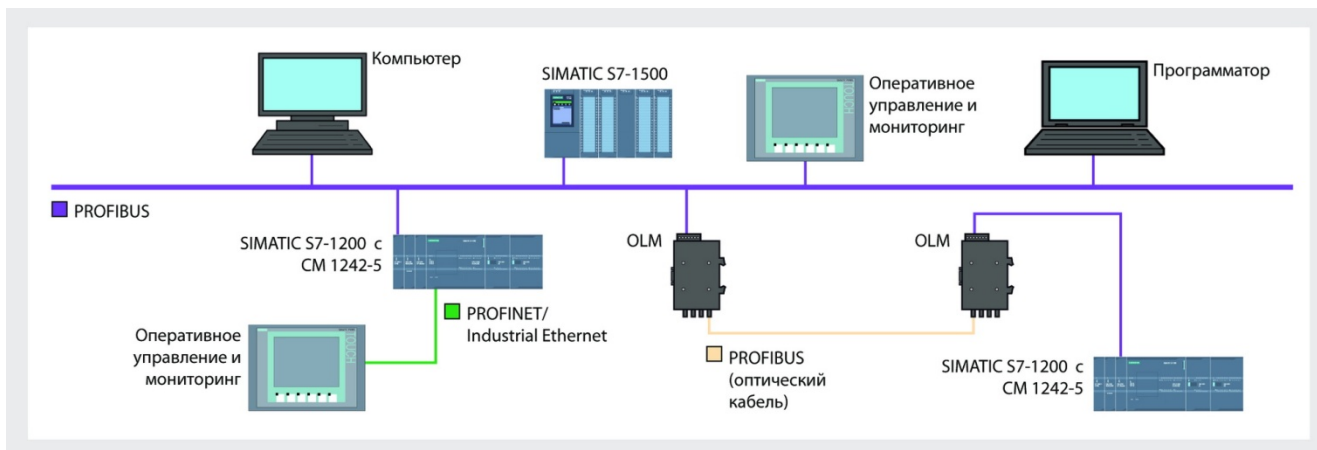 Компьютер
SIMATIC S7-1500
Оперативное
управление и
мониторинг
Программатор
PROFIBUS
SIMATIC S7-1200 с
CM 1242-5
OLM
OLM
PROFINET/
Industrial Ethernet
Оперативное
управление и
мониторинг
PROFIBUS
(оптический
кабель)
SIMATIC S7-1200 с
CM 1242-5